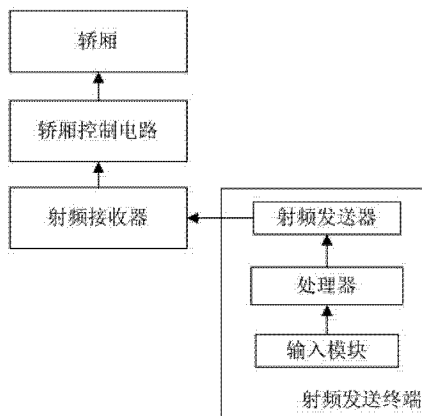 轿厢
轿厢控制电路
射频接收器
射频发送器
处理器
输入模块
射频发送终端